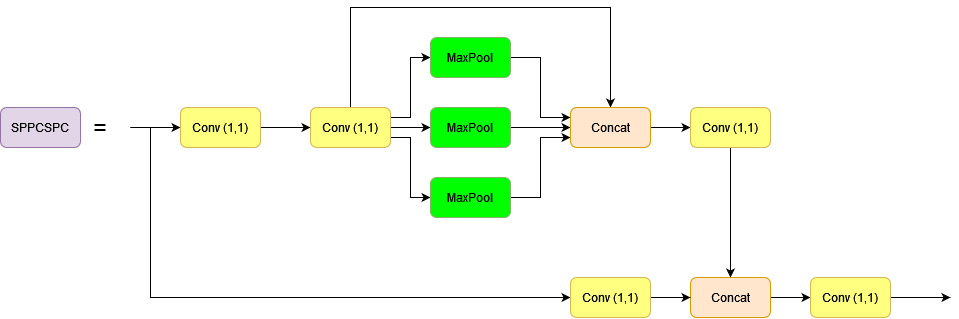 MaxPool
SPPCSPC
=
Conv (1,1)
Conv (1,1)
MaxPool
Concat
Conv (1,1)
MaxPool
Conv (1,1)
Concat
Conv (1,1)